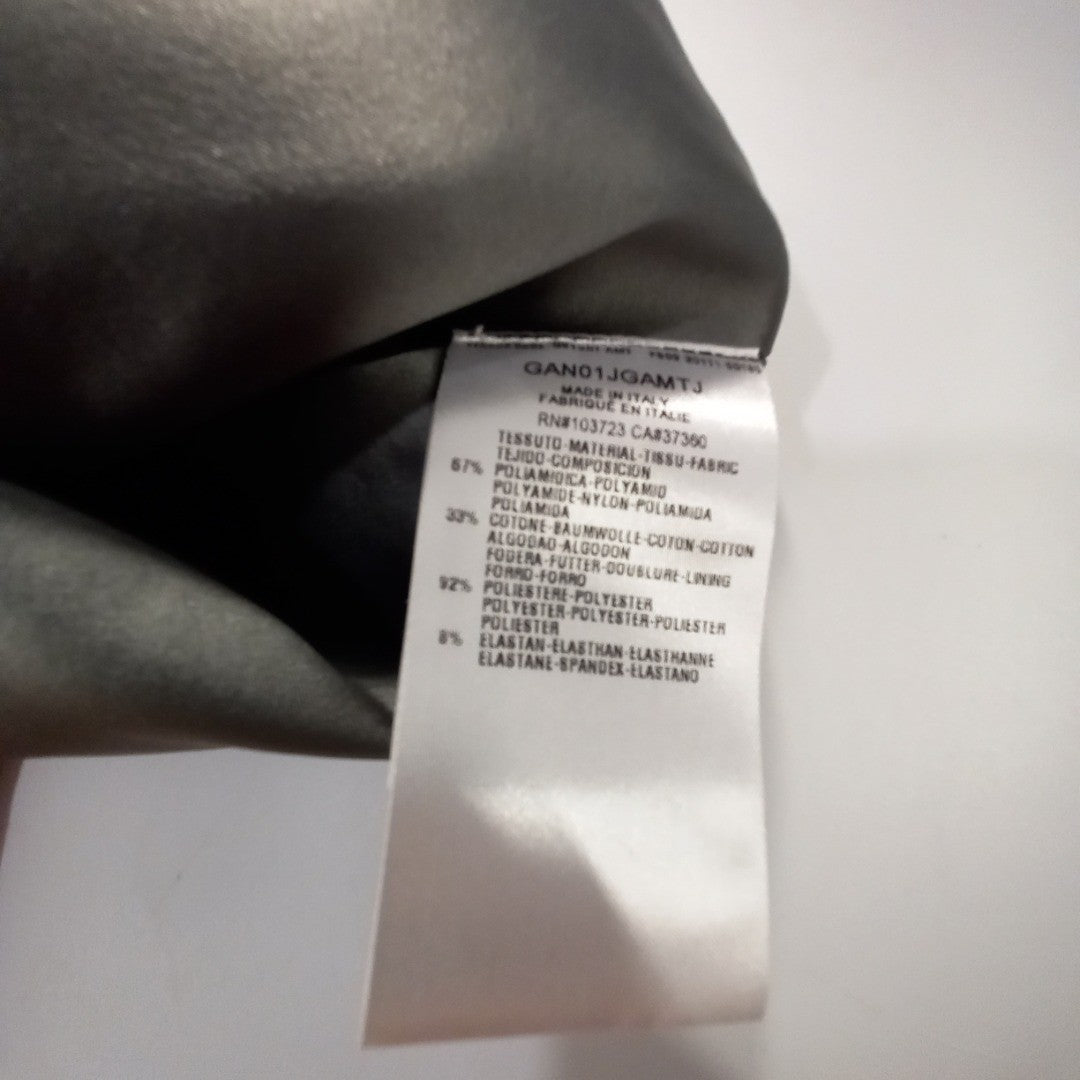 GAN01JGAMTJ
MADE IN ITALY
FABRIQUÉ EN ITALIE
RN#103723 CA#37360
TESSUTO-MATERIAL-TISSU-FABRIC
TEJIDO-COMPOSICION
67% POLIAMIDICA-POLYAMID
POLYAMIDE-NYLON-POLIAMIDA
POLIAMIDA
33% COTONE-BAUMWOLLE-COTON-COTTON
ALGODAO-ALGODON
FODERA-FUTTER-DOUBLURE-LINING
FORRO-FORRO
92% POLIESTERE-POLYESTER
POLYESTER-POLYESTER-POLIESTER
POLIESTER
8% ELASTAN-ELASTHAN-ELASTHANNE
ELASTANE-SPANDEX-ELASTANO